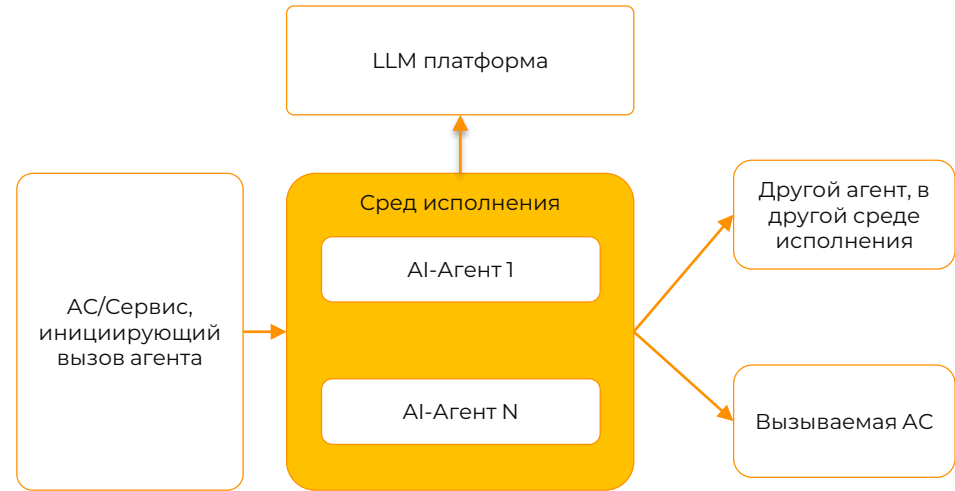 LLM платформа
АС/Сервис,
инициирующий
вызов агента
Сред исполнения
AI-Агент 1
AI-Агент N
Другой агент, в
другой среде
исполнения
Вызываемая АС